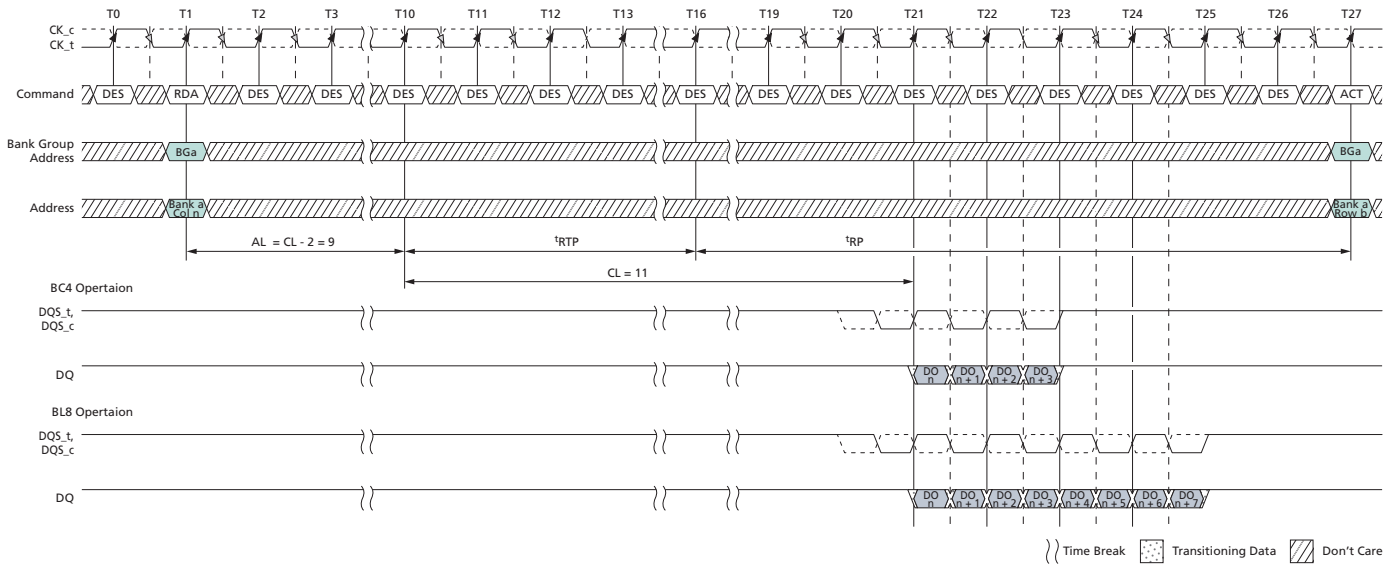 T0 T1 T2 T3 T10 T11 T12 T13 T16 T19 T20 T21 T22 T23 T24 T25 T26 T27
CK_c
CK_t
Command DES RDA DES DES DES DES DES DES DES DES DES DES DES DES DES DES DES ACT
Bank Group
Address BGa BGa
Address Bank a
Col n Bank a
Row b
AL = CL - 2 = 9 tRTP tRP
CL = 11
BC4 Opertaion
DQS_t,
DQS_c
DQ DO
n DO
n + 1 DO
n + 2 DO
n + 3
BL8 Opertaion
DQS_t,
DQS_c
DQ DO
n DO
n + 1 DO
n + 2 DO
n + 3 DO
n + 4 DO
n + 5 DO
n + 6 DO
n + 7
Time Break Transitioning Data Don't Care